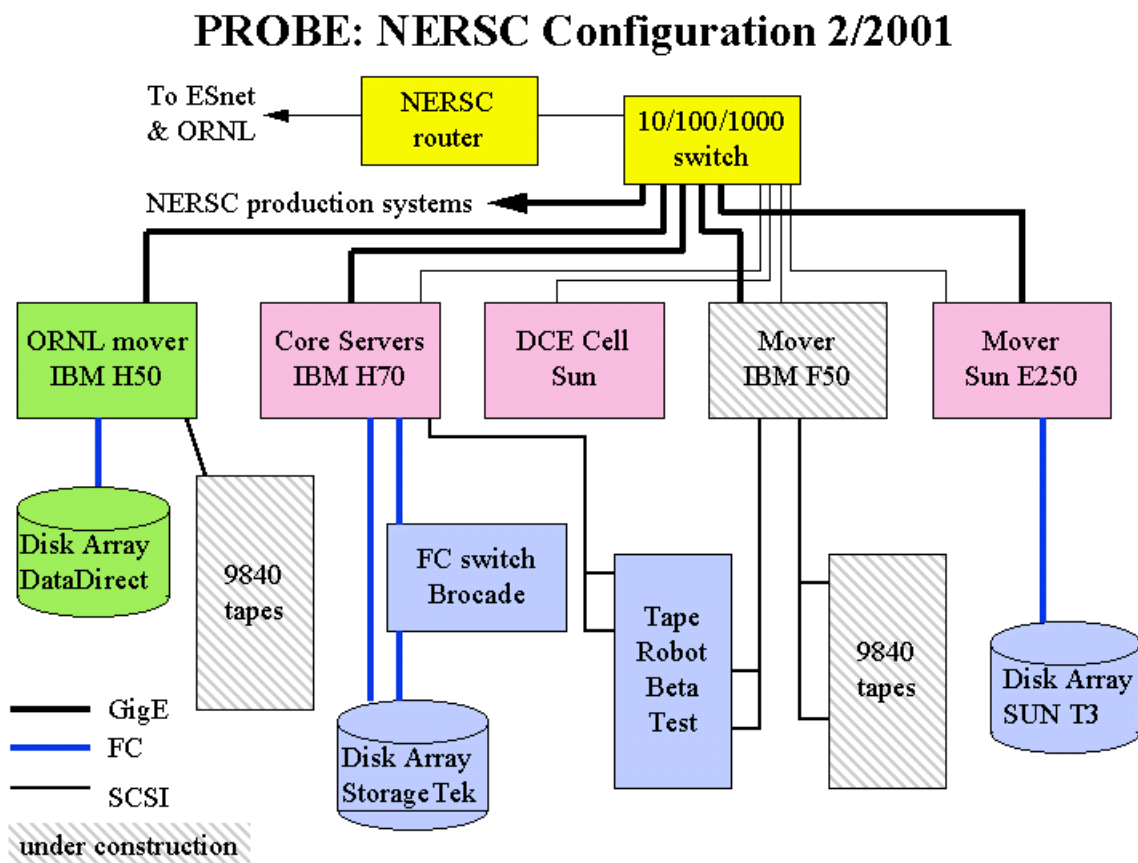 PROBE: NERSC Configuration 2/2001
To ESnet
& ORNL
NERSC
router
10/100/1000
switch
NERSC production systems
ORNL mover
IBM H50
Core Servers
IBM H70
DCE Cell
Sun
Mover
IBM F50
Mover
Sun E250
Disk Array
DataDirect
9840
tapes
FC switch
Brocade
Tape
Robot
Beta
Test
9840
tapes
Disk Array
SUN T3
Disk Array
StorageTek
GigE
FC
SCSI
under construction